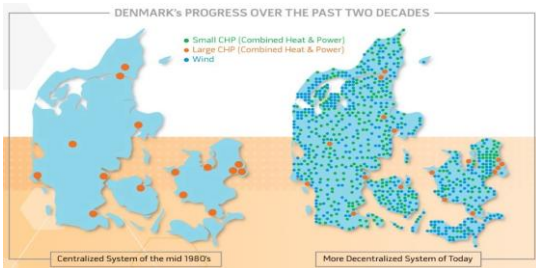 DENMARK's PROGRESS OVER THE PAST TWO DECADES
Small CHP (Combined Heat & Power)
Large CHP (Combined Heat & Power)
Wind
Centralized System of the mid 1980's
More Decentralized System of Today